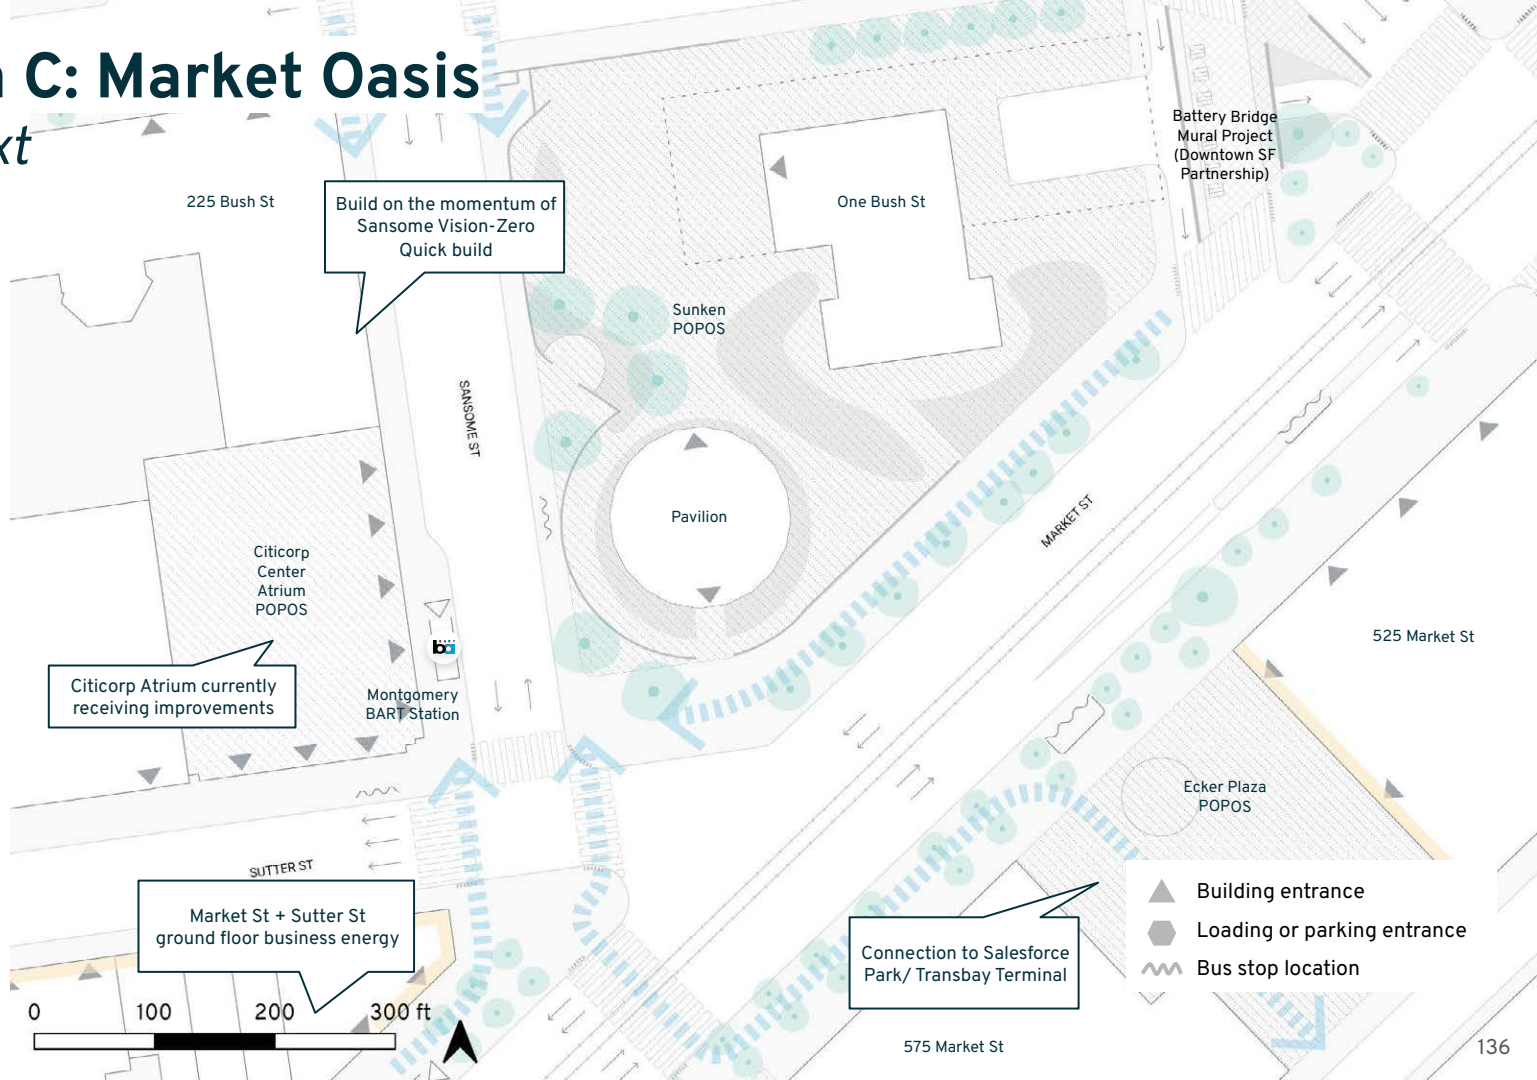 C: Market Oasis
xt
225 Bush St
Build on the momentum of
Sansome Vision-Zero
Quick build
One Bush St
Battery Bridge
Mural Project
(Downtown SF
Partnership)
Sunken
POPOS
SANSOME ST
Pavilion
MARKET ST
Citicorp
Center
Atrium
POPOS
ba
Citicorp Atrium currently
receiving improvements
Montgomery
BART Station
525 Market St
Ecker Plaza
POPOS
SUTTER ST
Market St + Sutter St
ground floor business energy
Connection to Salesforce
Park/ Transbay Terminal
Building entrance
Loading or parking entrance
Bus stop location
0 100 200 300 ft
575 Market St
136